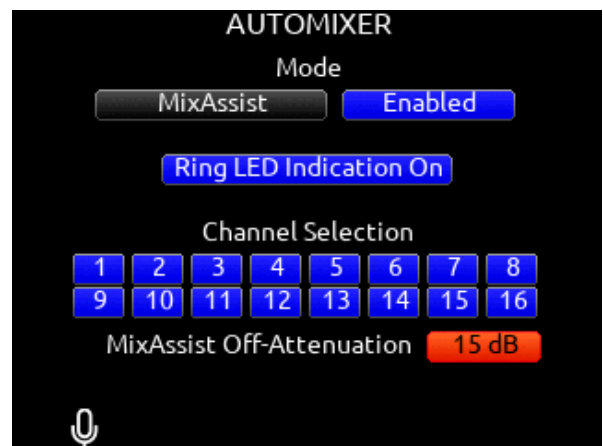 AUTOMIXER
Mode
MixAssist Enabled
Ring LED Indication On
Channel Selection
1 2 3 4 5 6 7 8
9 10 11 12 13 14 15 16
MixAssist Off-Attenuation 15 dB